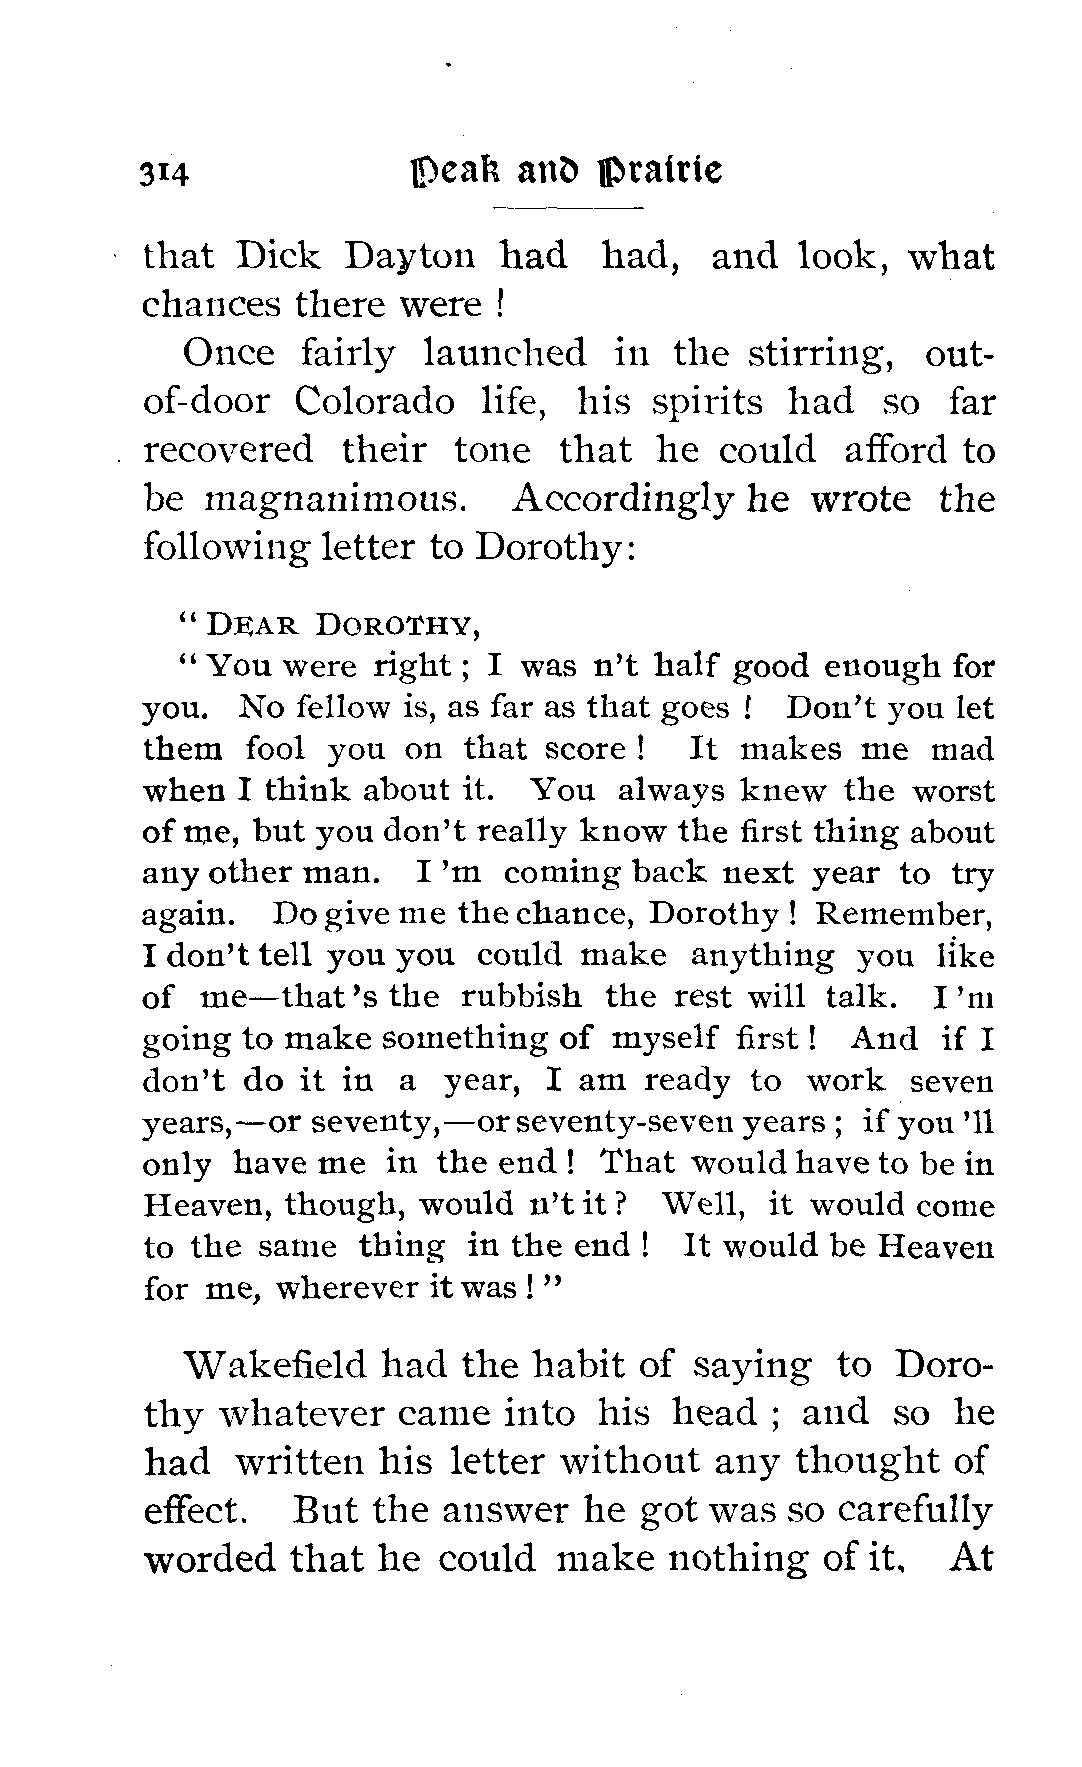 314 Peak and Prairie
that Dick Dayton had had, and look, what
chances there were !
Once fairly launched in the stirring, out-
of-door Colorado life, his spirits had so far
recovered their tone that he could afford to
be magnanimous. Accordingly he wrote the
following letter to Dorothy:
“ DEAR DOROTHY,
“ You were right ; I was n’t half good enough for
you. No fellow is, as far as that goes ! Don’t you let
them fool you on that score ! It makes me mad
when I think about it. You always knew the worst
of me, but you don’t really know the first thing about
any other man. I ’m coming back next year to try
again. Do give me the chance, Dorothy ! Remember,
I don’t tell you you could make anything you like
of me—that ’s the rubbish the rest will talk. I ’m
going to make something of myself first ! And if I
don’t do it in a year, I am ready to work seven
years,—or seventy,—or seventy-seven years ; if you ’ll
only have me in the end ! That would have to be in
Heaven, though, would n’t it ? Well, it would come
to the same thing in the end ! It would be Heaven
for me, wherever it was ! ”
Wakefield had the habit of saying to Doro-
thy whatever came into his head ; and so he
had written his letter without any thought of
effect. But the answer he got was so carefully
worded that he could make nothing of it. At